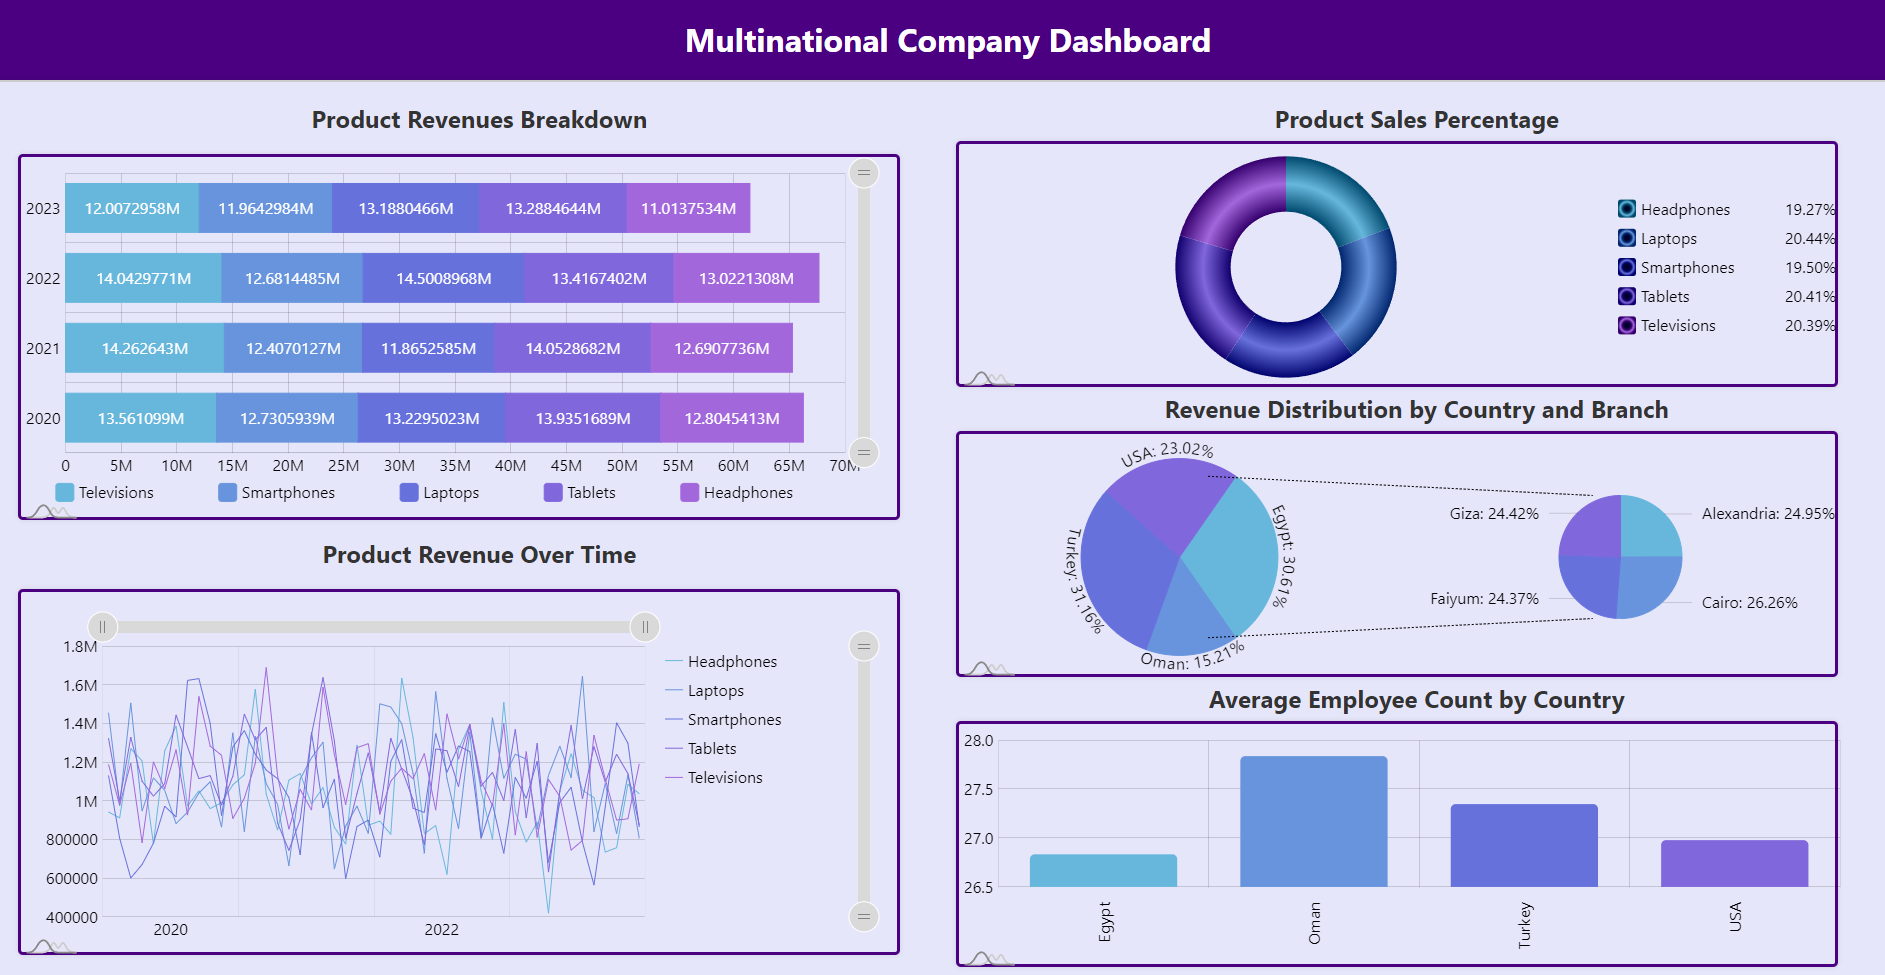 Multinational Company Dashboard
Product Revenues Breakdown
2023 12.0072958M 11.9642984M 13.1880466M 13.2884644M 11.0137534M
2022 14.0429771M 12.6814485M 14.5008968M 13.4167402M 13.0221308M
2021 14.262643M 12.4070127M 11.8652585M 14.0528682M 12.6907736M
2020 13.561099M 12.7305939M 13.2295023M 13.9351689M 12.8045413M
0 5M 10M 15M 20M 25M 30M 35M 40M 45M 50M 55M 60M 65M 70M
Televisions Smartphones Laptops Tablets Headphones
Product Revenue Over Time
1.8M
1.6M
1.4M
1.2M
1M
800000
600000
400000
2020 2022
Headphones
Laptops
Smartphones
Tablets
Televisions
Product Sales Percentage
Headphones 19.27%
Laptops 20.44%
Smartphones 19.50%
Tablets 20.41%
Televisions 20.39%
Revenue Distribution by Country and Branch
USA: 23.02%
Egypt: 30.61%
Turkey: 31.16%
Oman: 15.21%
Giza: 24.42%
Alexandria: 24.95%
Faiyum: 24.37%
Cairo: 26.26%
Average Employee Count by Country
28.0
27.5
27.0
26.5
Egypt
Oman
Turkey
USA